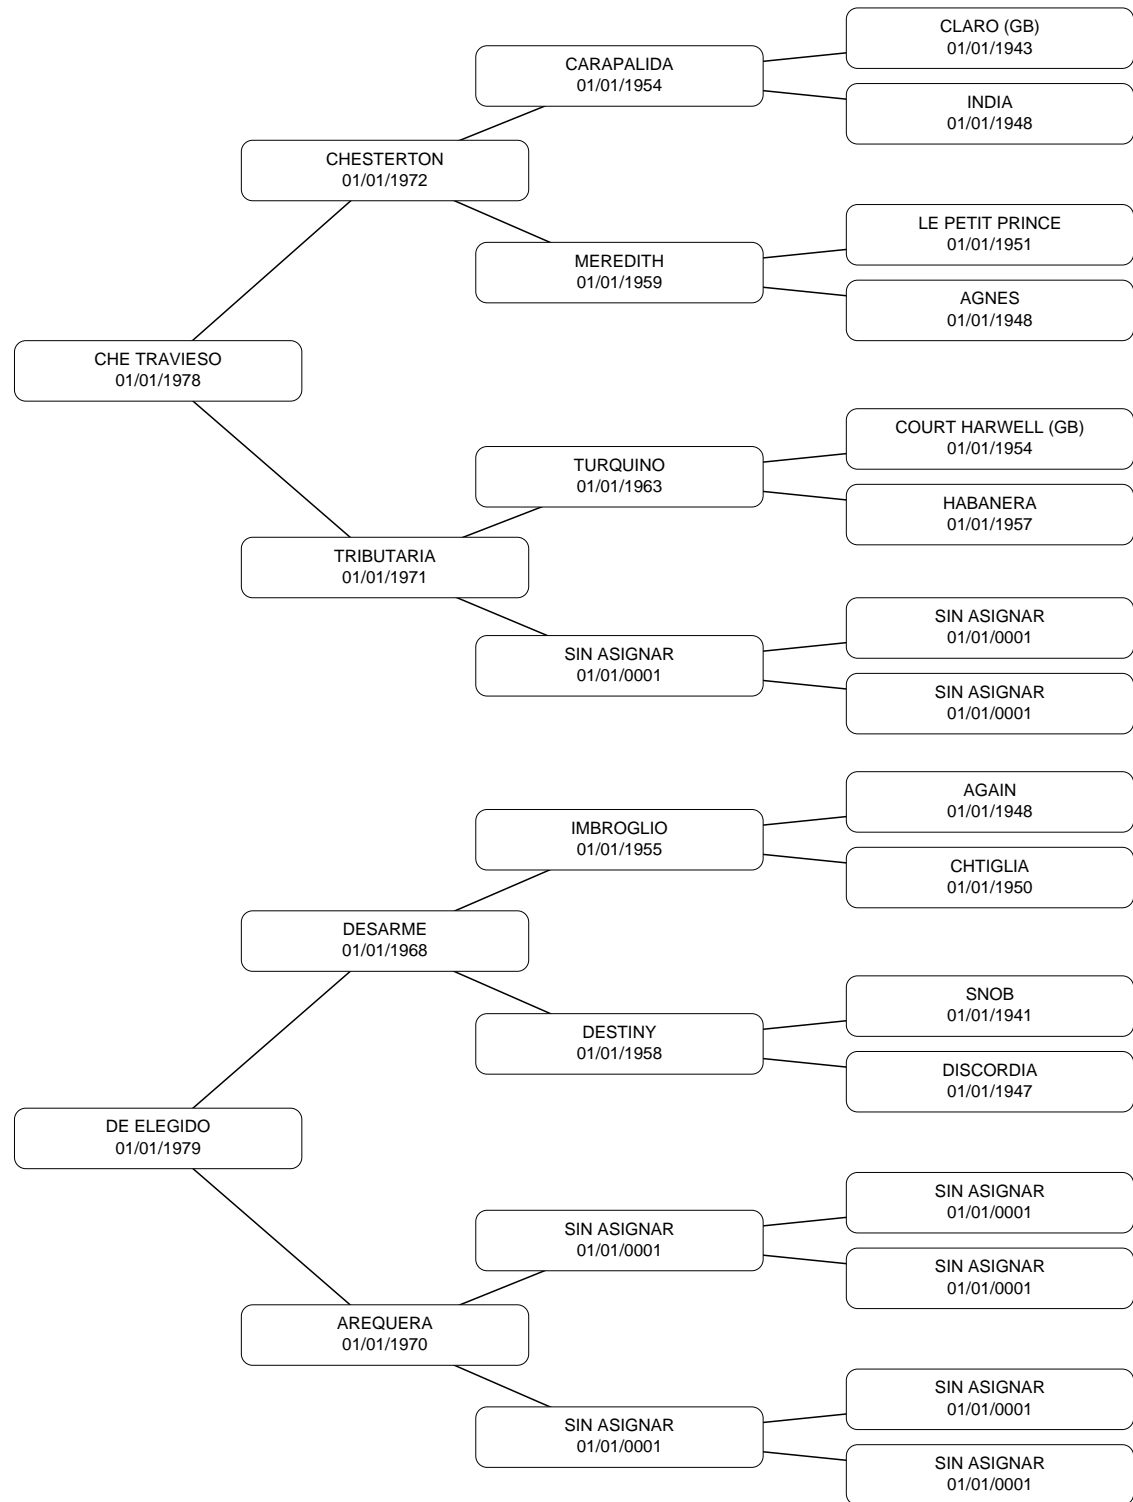 CLARO (GB)
01/01/1943
CARAPALIDA
01/01/1954
INDIA
01/01/1948
CHESTERTON
01/01/1972
LE PETIT PRINCE
01/01/1951
MEREDITH
01/01/1959
AGNES
01/01/1948
CHE TRAVIESO
01/01/1978
COURT HARWELL (GB)
01/01/1954
TURQUINO
01/01/1963
HABANERA
01/01/1957
TRIBUTARIA
01/01/1971
SIN ASIGNAR
01/01/0001
SIN ASIGNAR
01/01/0001
SIN ASIGNAR
01/01/0001
AGAIN
01/01/1948
IMBROGLIO
01/01/1955
CHTIGLIA
01/01/1950
DESARME
01/01/1968
SNOB
01/01/1941
DESTINY
01/01/1958
DISCORDIA
01/01/1947
DE ELEGIDO
01/01/1979
SIN ASIGNAR
01/01/0001
SIN ASIGNAR
01/01/0001
SIN ASIGNAR
01/01/0001
AREQUERA
01/01/1970
SIN ASIGNAR
01/01/0001
SIN ASIGNAR
01/01/0001
SIN ASIGNAR
01/01/0001